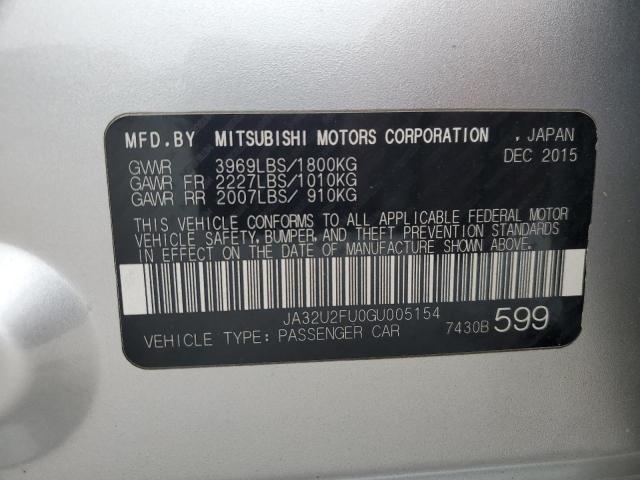 MFD.BY MITSUBISHI MOTORS CORPORATION , JAPAN
DEC 2015
GVWR 3969LBS/1800KG
GAWR FR 2227LBS/1010KG
GAWR RR 2007LBS/ 910KG
THIS VEHICLE CONFORMS TO ALL APPLICABLE FEDERAL MOTOR
VEHICLE SAFETY, BUMPER, AND THEFT PREVENTION STANDARDS
IN EFFECT ON THE DATE OF MANUFACTURE SHOWN ABOVE.
JA32U2FU0GU005154
VEHICLE TYPE: PASSENGER CAR 7430B 599